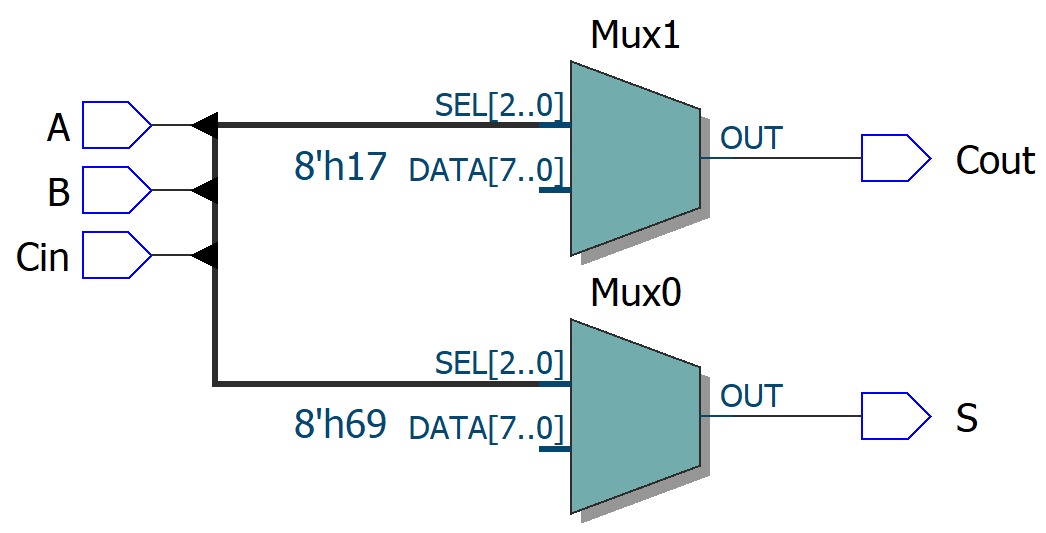 Mux1
A
SEL[2..0]
8'h17 DATA[7..0]
OUT
Cout
B
Cin
Mux0
SEL[2..0]
8'h69 DATA[7..0]
OUT
S